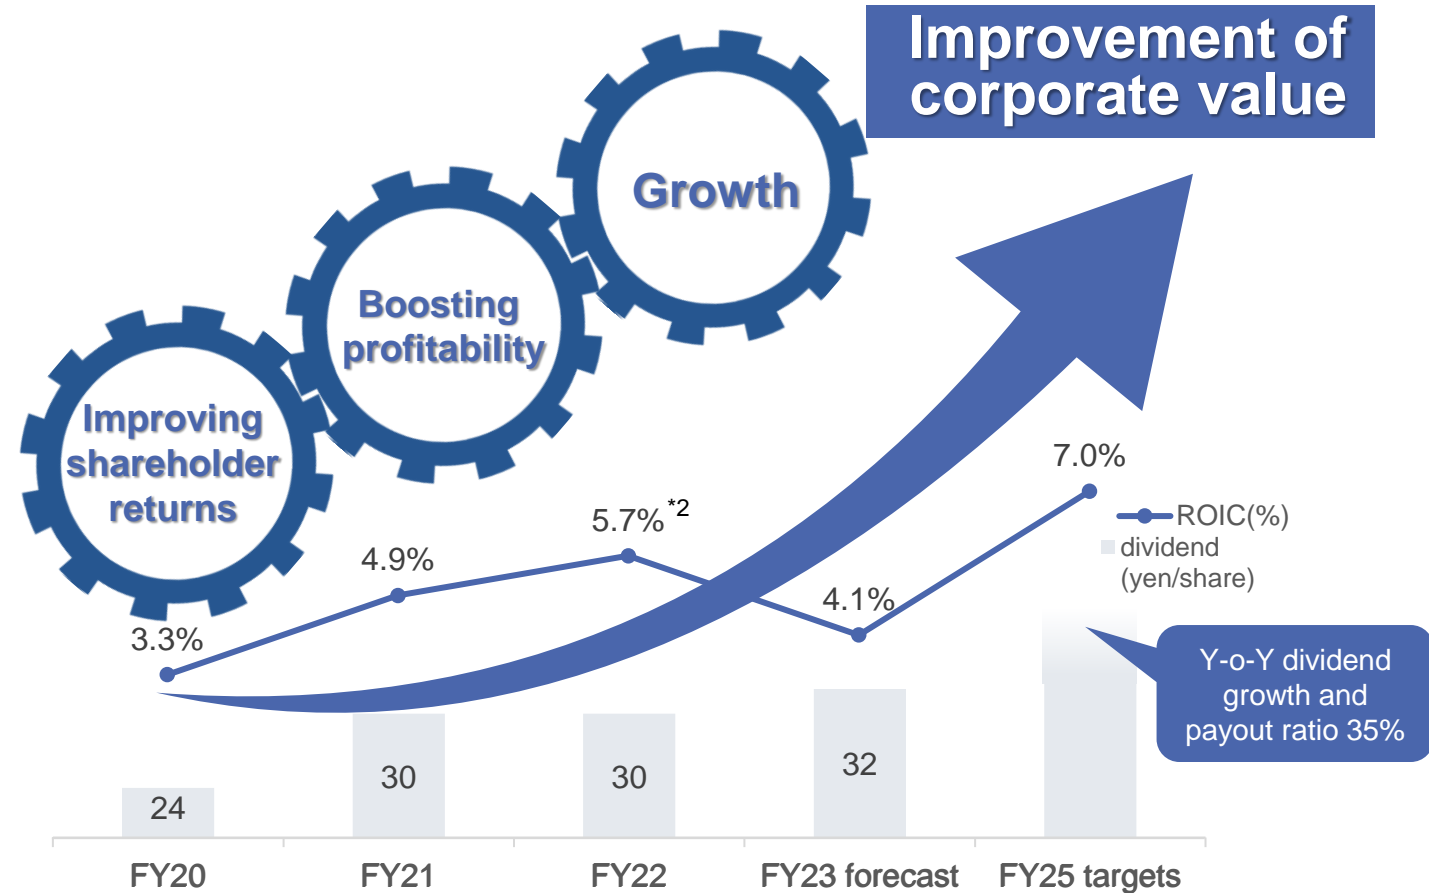 Improvement of
corporate value
Growth
Boosting
profitability
Improving
shareholder
returns
3.3%
4.9%
5.7% *2
4.1%
7.0%
ROIC(%)
dividend
(yen/share)
Y-o-Y dividend
growth and
payout ratio 35%
24
30
30
32
FY20
FY21
FY22
FY23 forecast
FY25 targets